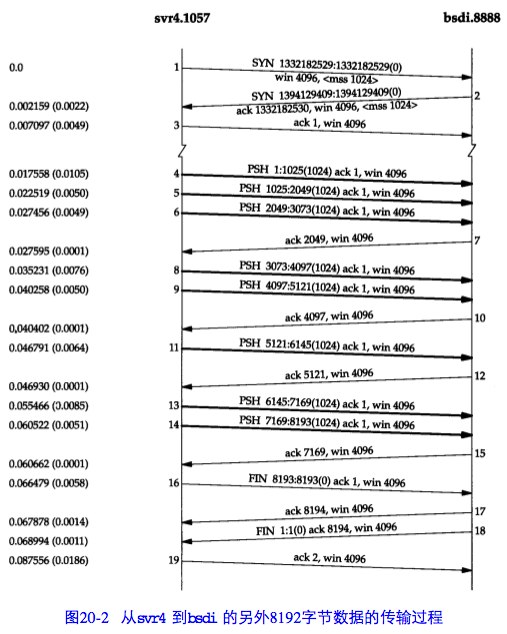 svr4.1057 bsdi.8888
0.0 1 SYN 1332182529:1332182529(0)
win 4096, <mss 1024>
SYN 1394129409:1394129409(0) 2
0.002159 (0.0022) ack 1332182530, win 4096, <mss 1024>
0.007097 (0.0049) 3 ack 1, win 4096
0.017558 (0.0105) 4 PSH 1:1025(1024) ack 1, win 4096
0.022519 (0.0050) 5 PSH 1025:2049(1024) ack 1, win 4096
0.027456 (0.0049) 6 PSH 2049:3073(1024) ack 1, win 4096
0.027595 (0.0001) ack 2049, win 4096 7
0.035231 (0.0076) 8 PSH 3073:4097(1024) ack 1, win 4096
0.040258 (0.0050) 9 PSH 4097:5121(1024) ack 1, win 4096
0.040402 (0.0001) ack 4097, win 4096 10
0.046791 (0.0064) 11 PSH 5121:6145(1024) ack 1, win 4096
0.046930 (0.0001) ack 5121, win 4096 12
0.055466 (0.0085) 13 PSH 6145:7169(1024) ack 1, win 4096
0.060522 (0.0051) 14 PSH 7169:8193(1024) ack 1, win 4096
0.060662 (0.0001) ack 7169, win 4096 15
0.066479 (0.0058) 16 FIN 8193:8193(0) ack 1, win 4096
0.067878 (0.0014) ack 8194, win 4096 17
0.068994 (0.0011) FIN 1:1(0) ack 8194, win 4096 18
0.087556 (0.0186) 19 ack 2, win 4096
图20-2 从svr4 到bsdi 的另外8192字节数据的传输过程